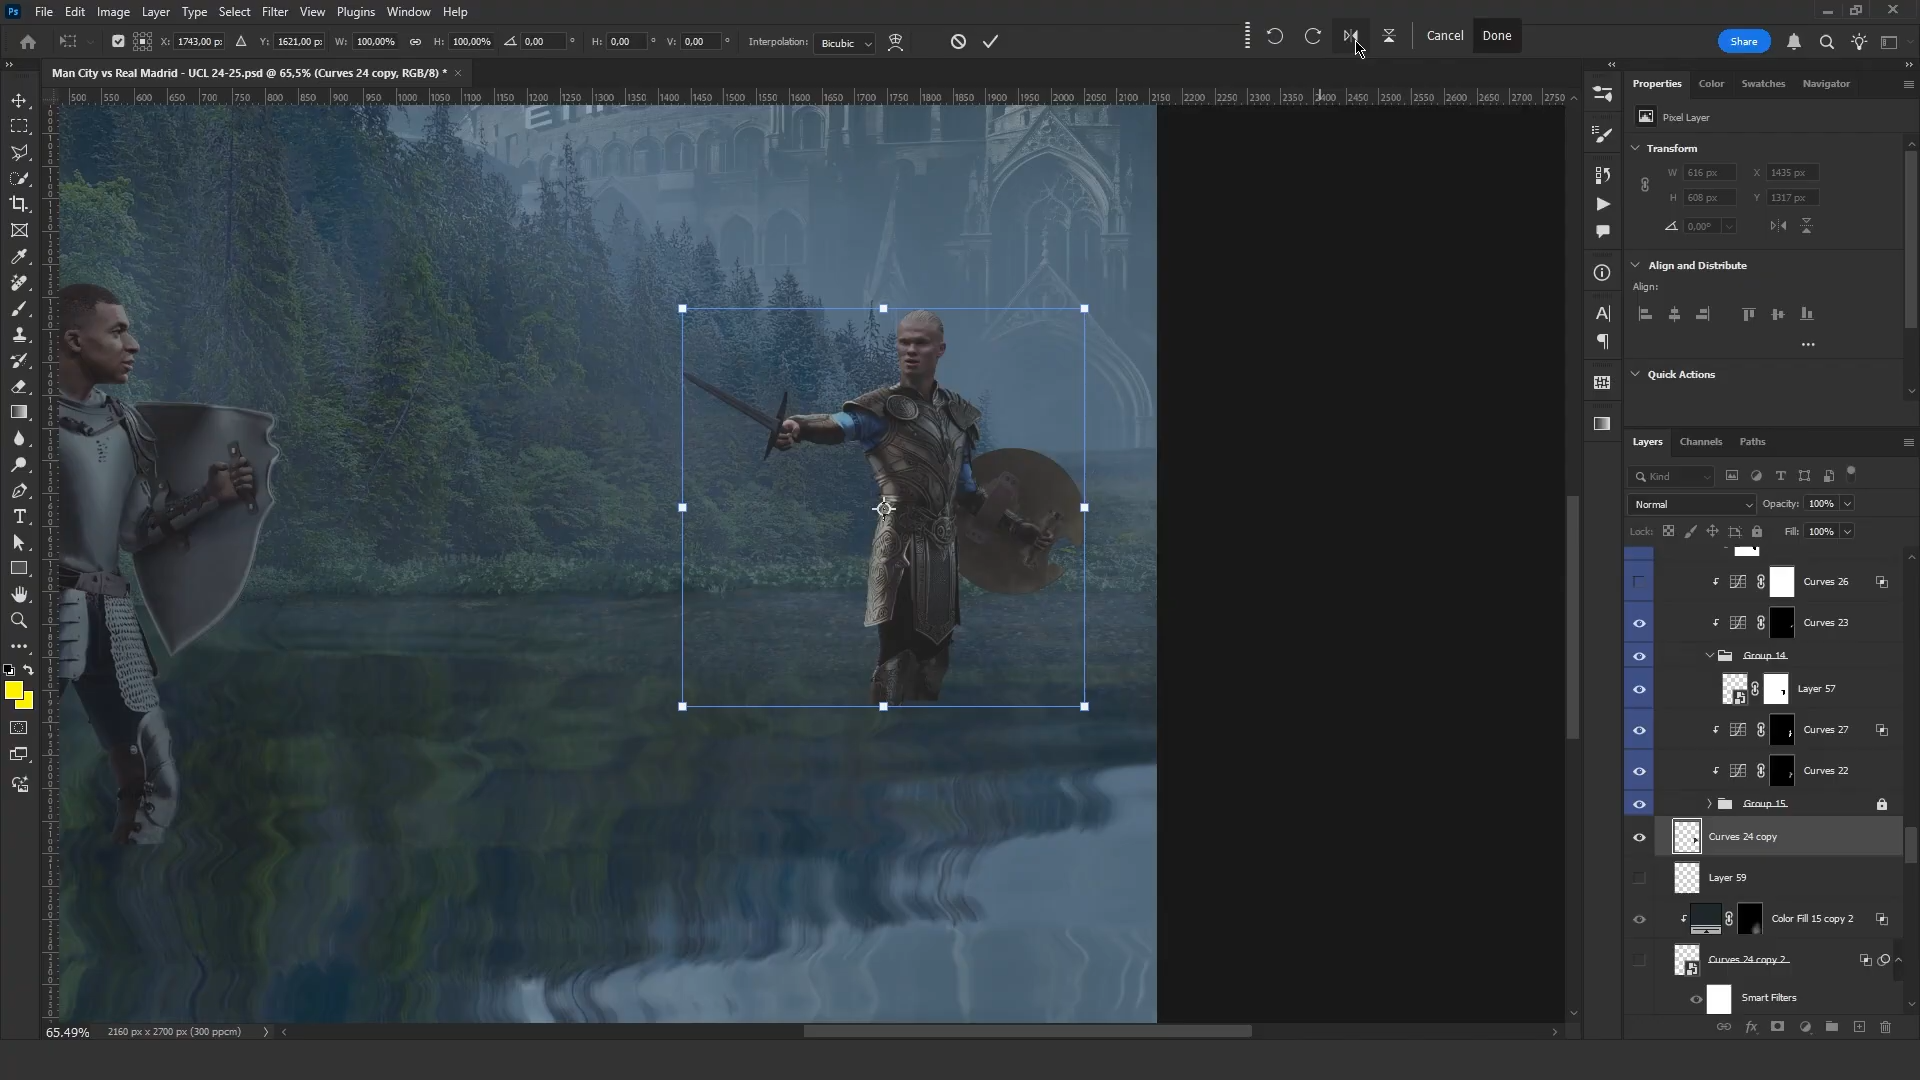 Ps File Edit Image Layer Type Select Filter View Plugins Window Help
X: 1743,00 px Y: 1621,00 px W: 100,00% H: 100,00% 0,00 ° H: 0,00 ° V: 0,00 ° Interpolation: Bicubic
Cancel Done
Share
Man City vs Real Madrid - UCL 24-25.psd @ 65,5% (Curves 24 copy, RGB/8) *
500 550 600 650 700 750 800 850 900 950 1000 1050 1100 1150 1200 1250 1300 1350 1400 1450 1500 1550 1600 1650 1700 1750 1800 1850 1900 1950 2000 2050 2100 2150 2200 2250 2300 2350 2400 2450 2500 2550 2600 2650 2700 2750
Properties Color Swatches Navigator
Pixel Layer
Transform
W 616 px X 1435 px
H 608 px Y 1317 px
0,00°
Align and Distribute
Align:
Quick Actions
Layers Channels Paths
Kind
Normal Opacity: 100%
Lock: Fill: 100%
Curves 26
Curves 23
Group 14
Layer 57
Curves 27
Curves 22
Group 15
Curves 24 copy
Layer 59
Color Fill 15 copy 2
Curves 24 copy 2
Smart Filters
65.49% 2160 px x 2700 px (300 ppcm)